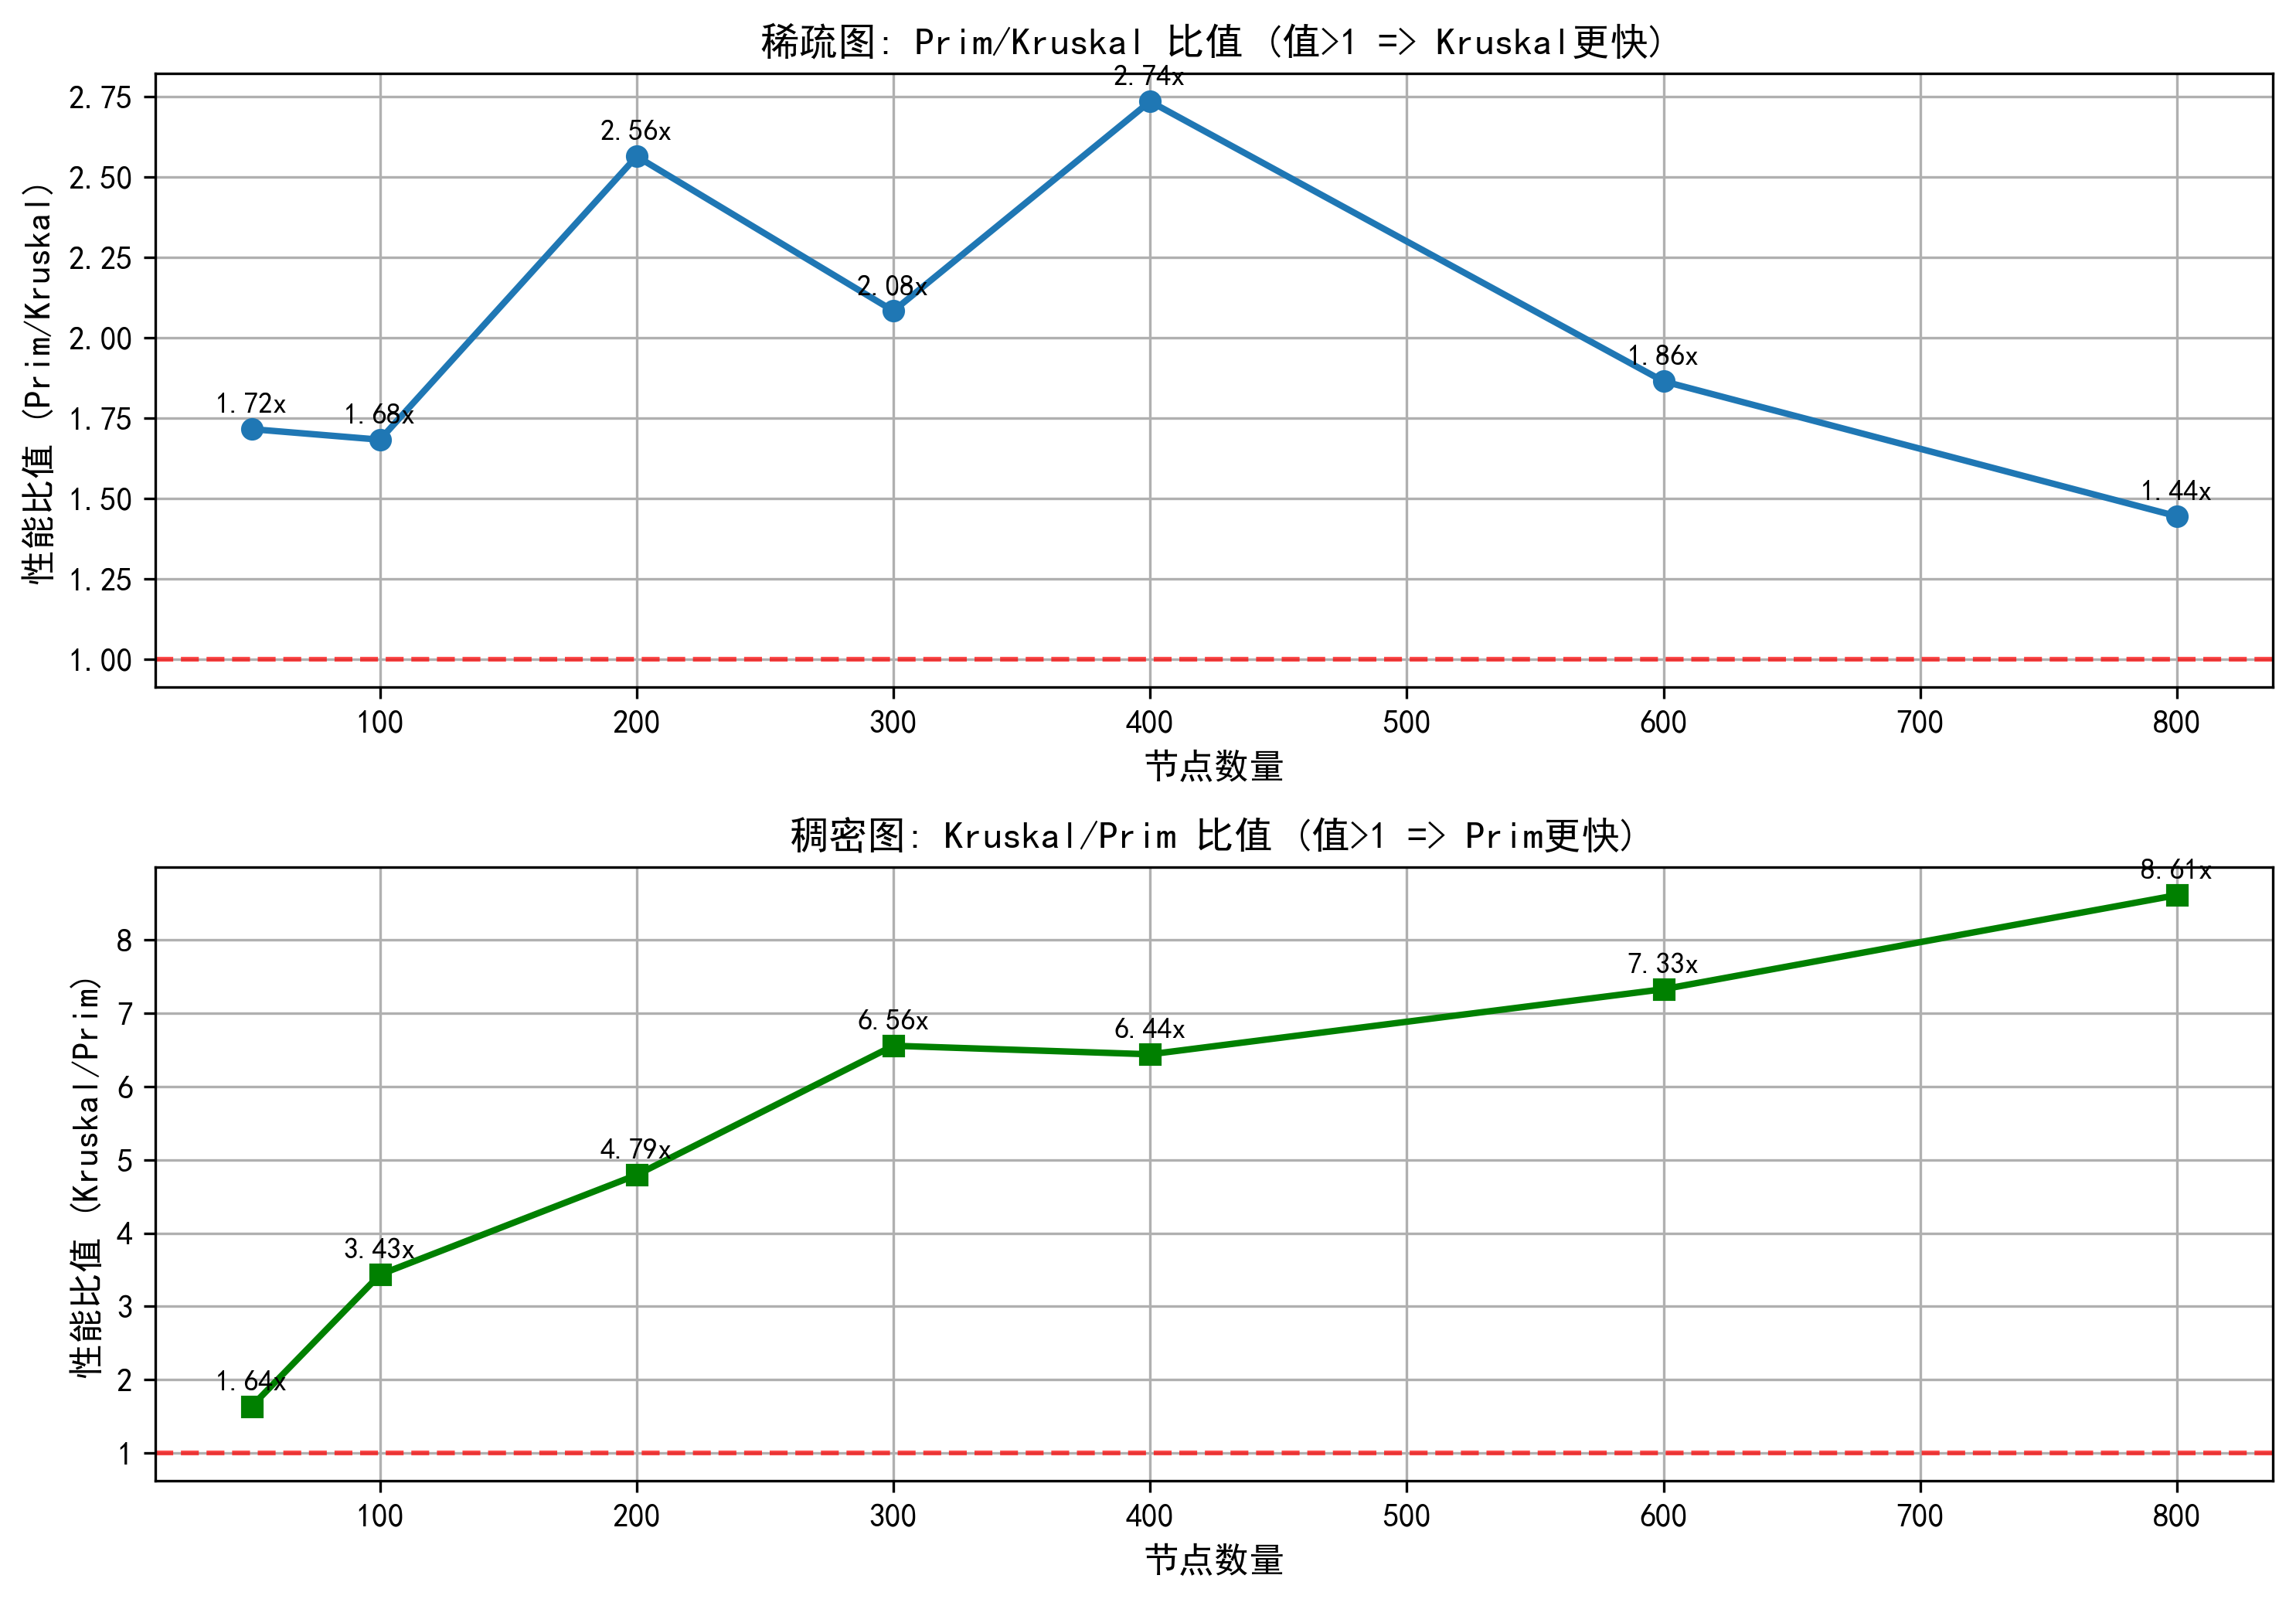 稀疏图: Prim/Kruskal 比值 (值>1 => Kruskal更快)
性能比值 (Prim/Kruskal)
2.75
2.50
2.25
2.00
1.75
1.50
1.25
1.00
1.72x
1.68x
2.56x
2.08x
2.74x
1.86x
1.44x
100 200 300 400 500 600 700 800
节点数量
稠密图: Kruskal/Prim 比值 (值>1 => Prim更快)
性能比值 (Kruskal/Prim)
8
7
6
5
4
3
2
1
1.64x
3.43x
4.79x
6.56x
6.44x
7.33x
8.61x
100 200 300 400 500 600 700 800
节点数量